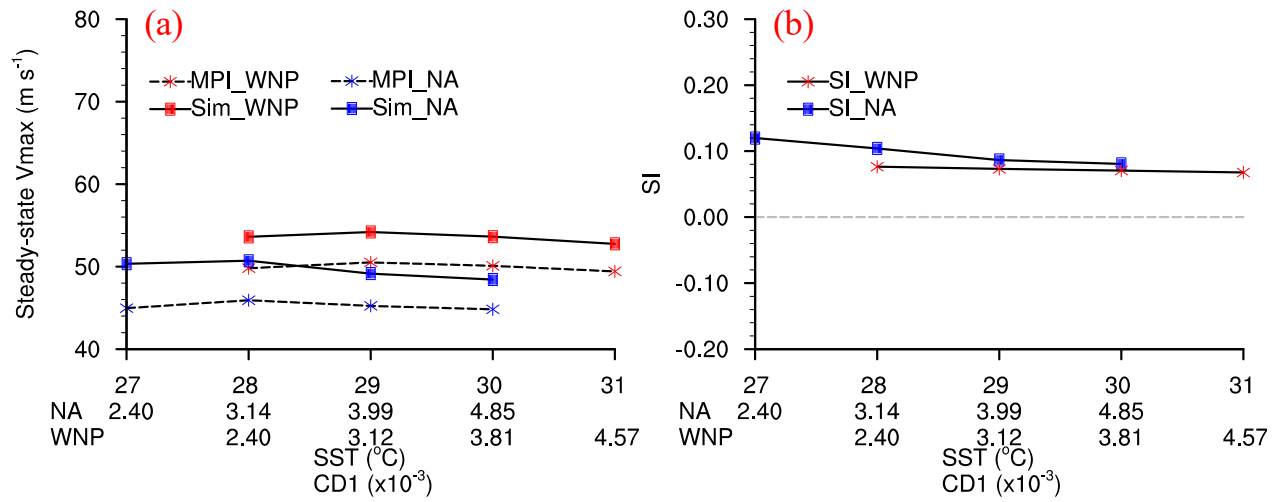 (a)
Steady-state Vmax (m s⁻¹)
80
70
60
50
40
MPI_WNP
MPI_NA
Sim_WNP
Sim_NA
27 28 29 30 31
NA 2.40 3.14 3.99 4.85
WNP 2.40 3.12 3.81 4.57
SST (°C)
CD1 (x10⁻³)
(b)
SI
0.30
0.20
0.10
0.00
-0.10
-0.20
SI_WNP
SI_NA
27 28 29 30 31
NA 2.40 3.14 3.99 4.85
WNP 2.40 3.12 3.81 4.57
SST (°C)
CD1 (x10⁻³)